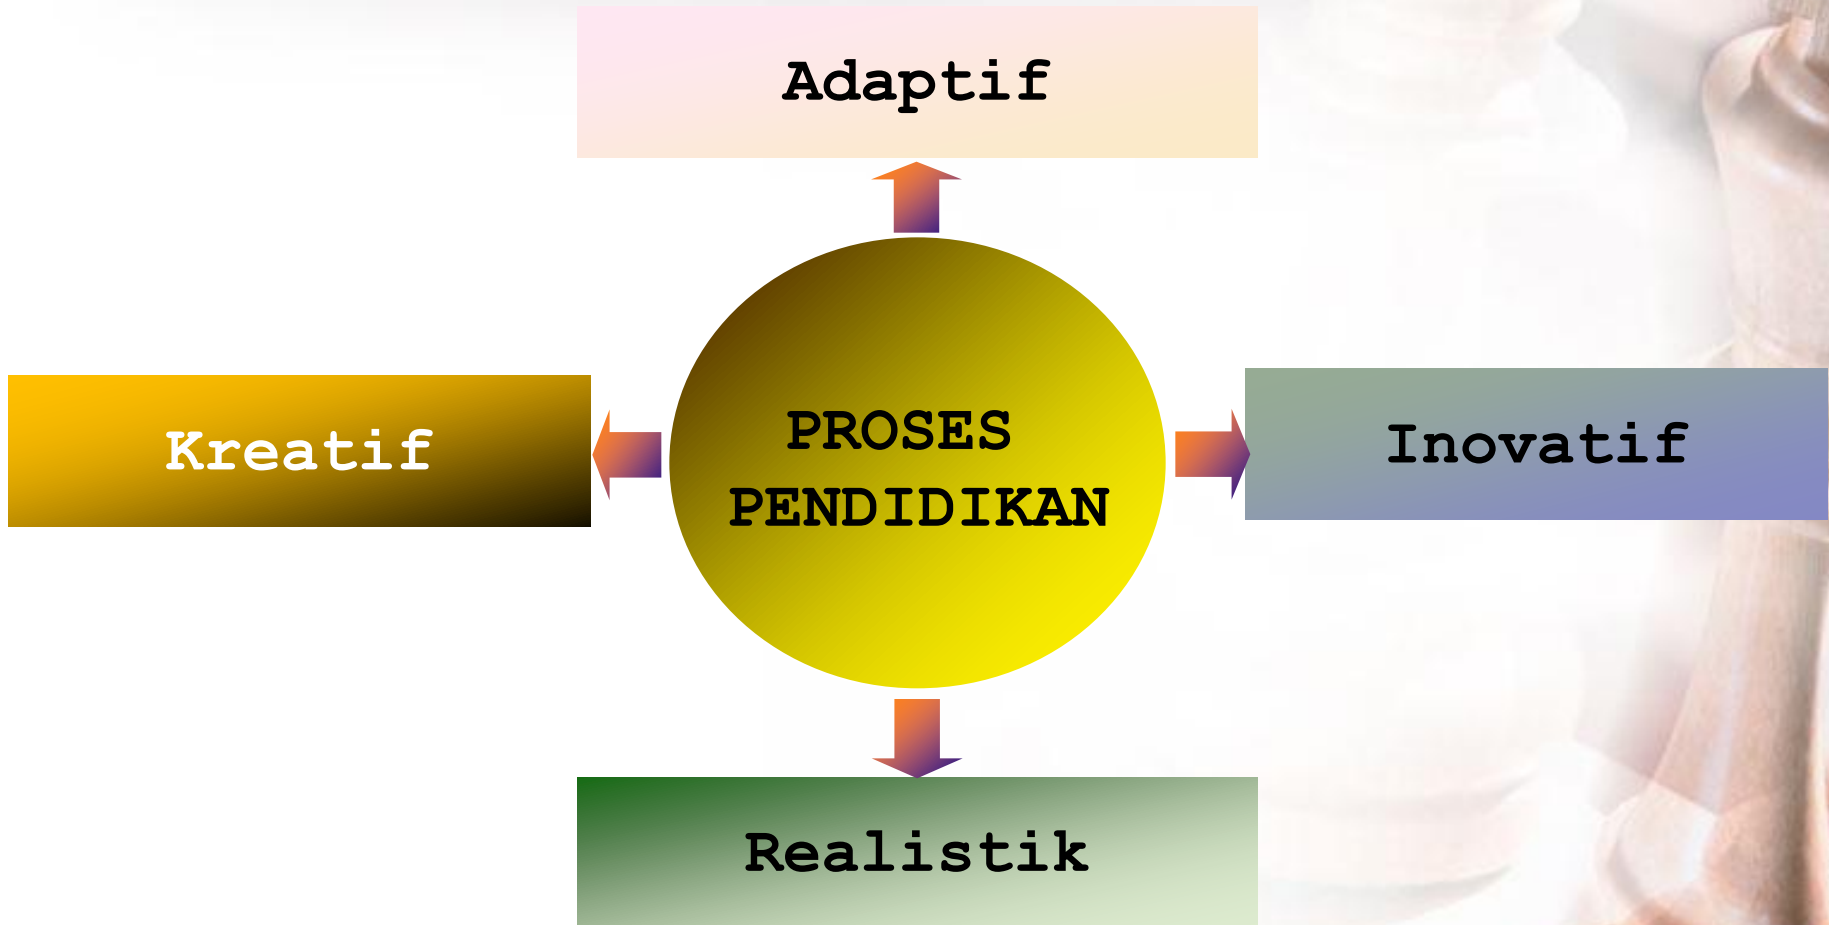 Adaptif
Kreatif
PROSES
PENDIDIKAN
Inovatif
Realistik